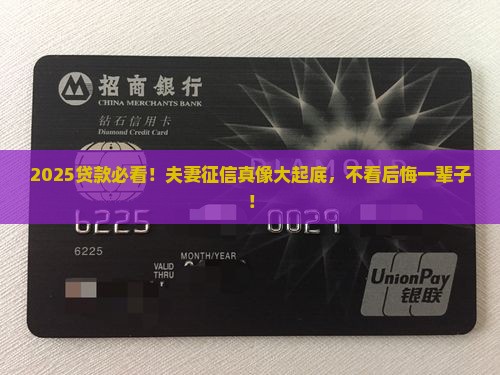 招商銀行
CHINA MERCHANTS BANK
钻石信用卡
Diamond Credit Card
2025贷款必看！夫妻征信真像大起底，不看后悔一辈子
！
6225 0029
6225
MONTH/YEAR
VALID
THRU
UnionPay
银联